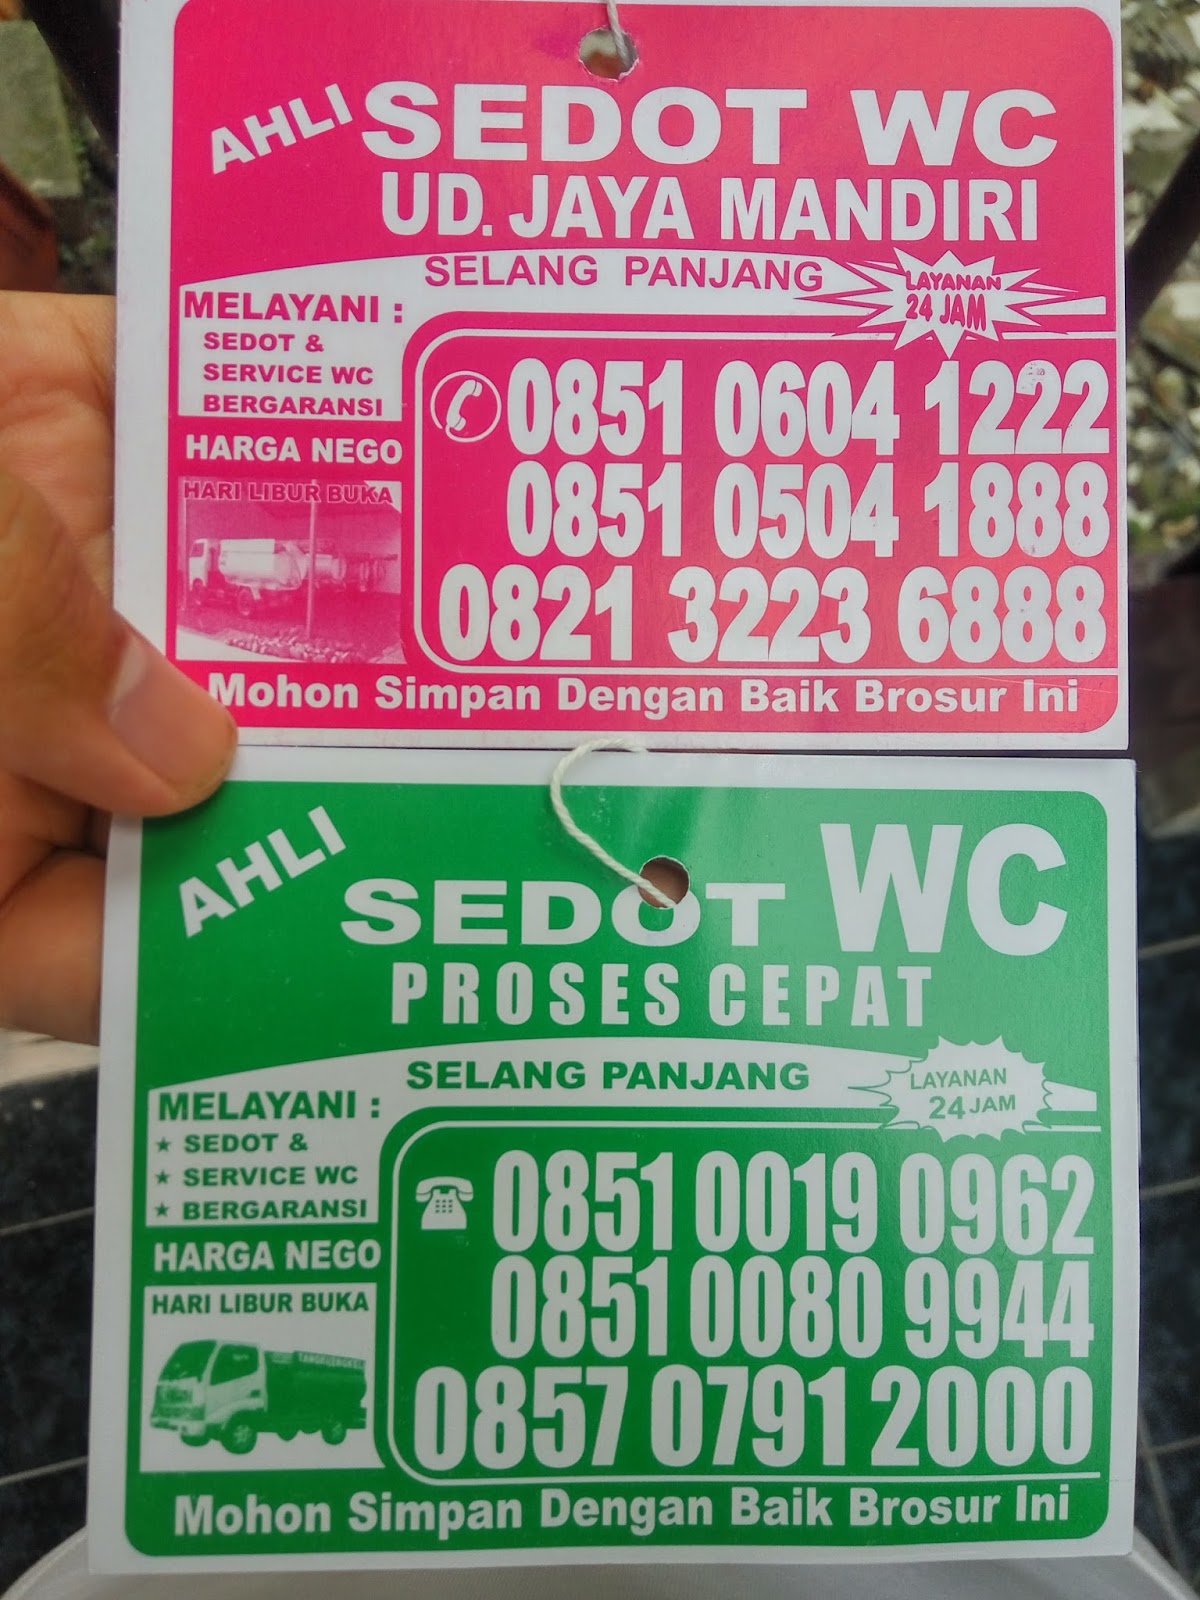 AHLI SEDOT WC
UD. JAYA MANDIRI
SELANG PANJANG
LAYANAN
24 JAM
MELAYANI :
SEDOT &
SERVICE WC
BERGARANSI
HARGA NEGO
HARI LIBUR BUKA
0851 0604 1222
0851 0504 1888
0821 3223 6888
Mohon Simpan Dengan Baik Brosur Ini
AHLI SEDOT WC
PROSES CEPAT
SELANG PANJANG
LAYANAN
24 JAM
MELAYANI :
★ SEDOT &
★ SERVICE WC
★ BERGARANSI
HARGA NEGO
HARI LIBUR BUKA
0851 0019 0962
0851 0080 9944
0857 0791 2000
Mohon Simpan Dengan Baik Brosur Ini